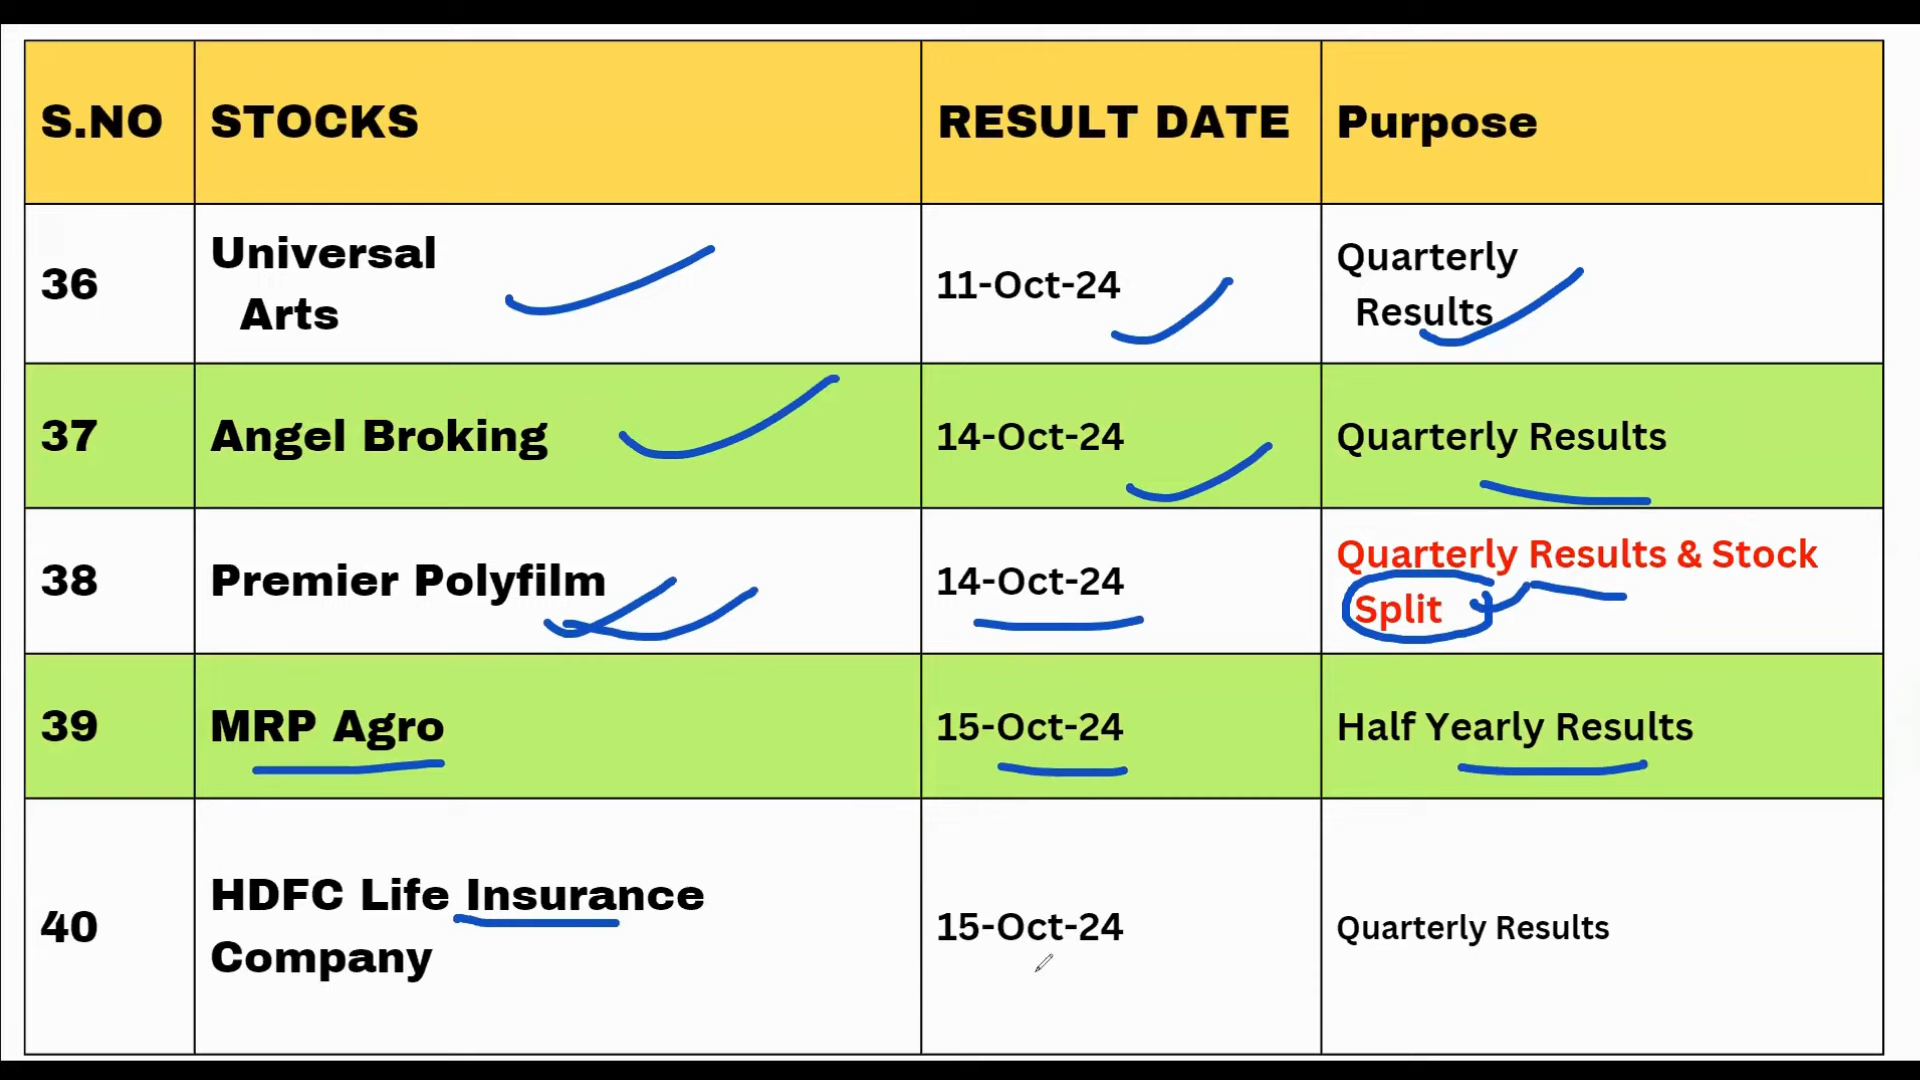 S.NO STOCKS RESULT DATE Purpose
36 Universal Arts 11-Oct-24 Quarterly Results
37 Angel Broking 14-Oct-24 Quarterly Results
38 Premier Polyfilm 14-Oct-24 Quarterly Results & Stock Split
39 MRP Agro 15-Oct-24 Half Yearly Results
40 HDFC Life Insurance Company 15-Oct-24 Quarterly Results